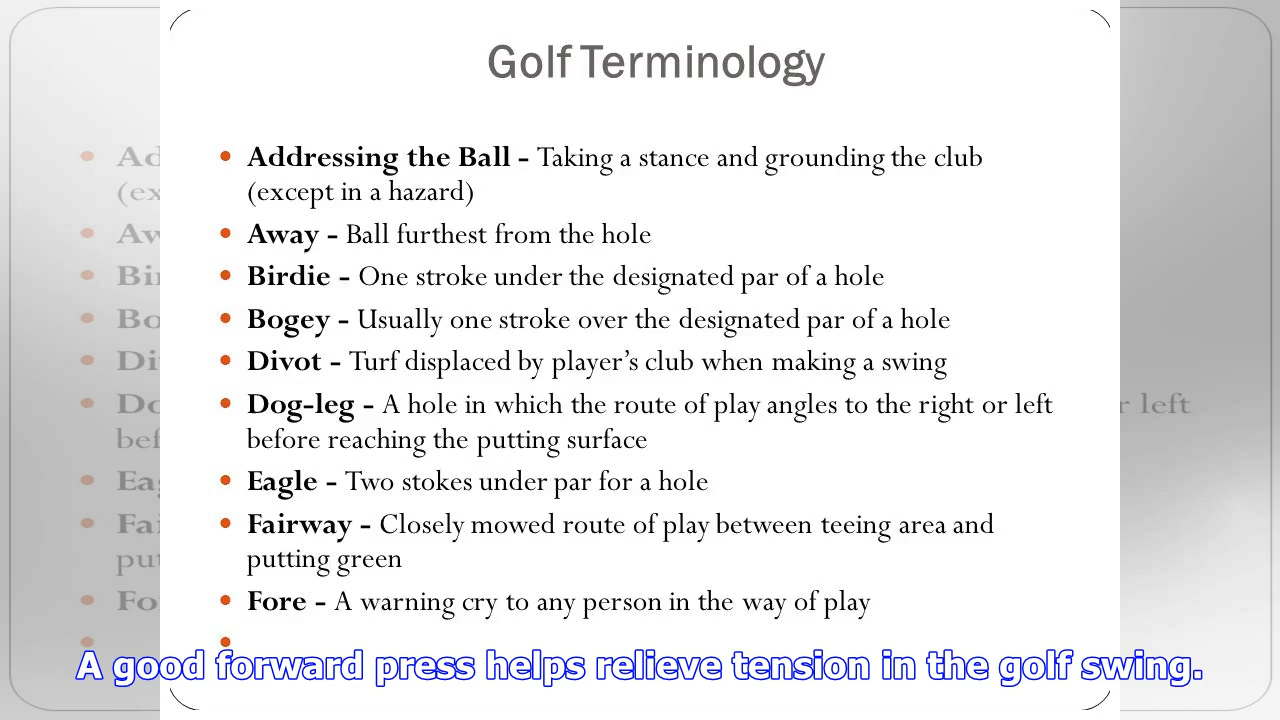 Golf Terminology
• Addressing the Ball - Taking a stance and grounding the club
(except in a hazard)
• Away - Ball furthest from the hole
• Birdie - One stroke under the designated par of a hole
• Bogey - Usually one stroke over the designated par of a hole
• Divot - Turf displaced by player’s club when making a swing
• Dog-leg - A hole in which the route of play angles to the right or left
before reaching the putting surface
• Eagle - Two stokes under par for a hole
• Fairway - Closely mowed route of play between teeing area and
putting green
• Fore - A warning cry to any person in the way of play
•
A good forward press helps relieve tension in the golf swing.